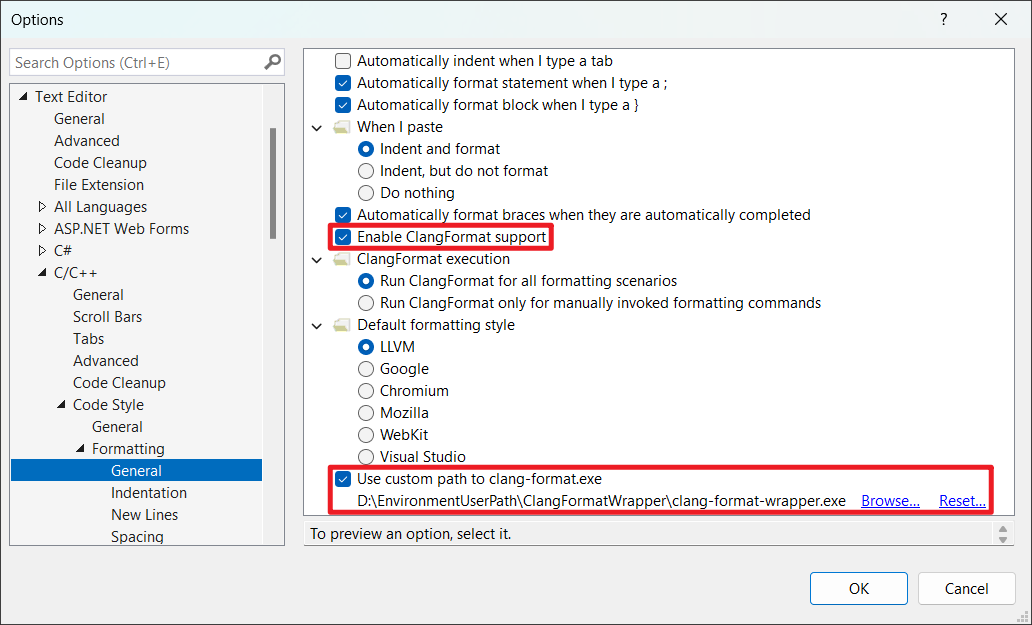 Options
?
Search Options (Ctrl+E)
Text Editor
General
Advanced
Code Cleanup
File Extension
All Languages
ASP.NET Web Forms
C#
C/C++
General
Scroll Bars
Tabs
Advanced
Code Cleanup
Code Style
General
Formatting
General
Indentation
New Lines
Spacing
Automatically indent when I type a tab
Automatically format statement when I type a ;
Automatically format block when I type a }
When I paste
Indent and format
Indent, but do not format
Do nothing
Automatically format braces when they are automatically completed
Enable ClangFormat support
ClangFormat execution
Run ClangFormat for all formatting scenarios
Run ClangFormat only for manually invoked formatting commands
Default formatting style
LLVM
Google
Chromium
Mozilla
WebKit
Visual Studio
Use custom path to clang-format.exe
D:\EnvironmentUserPath\ClangFormatWrapper\clang-format-wrapper.exe Browse... Reset...
To preview an option, select it.
OK Cancel